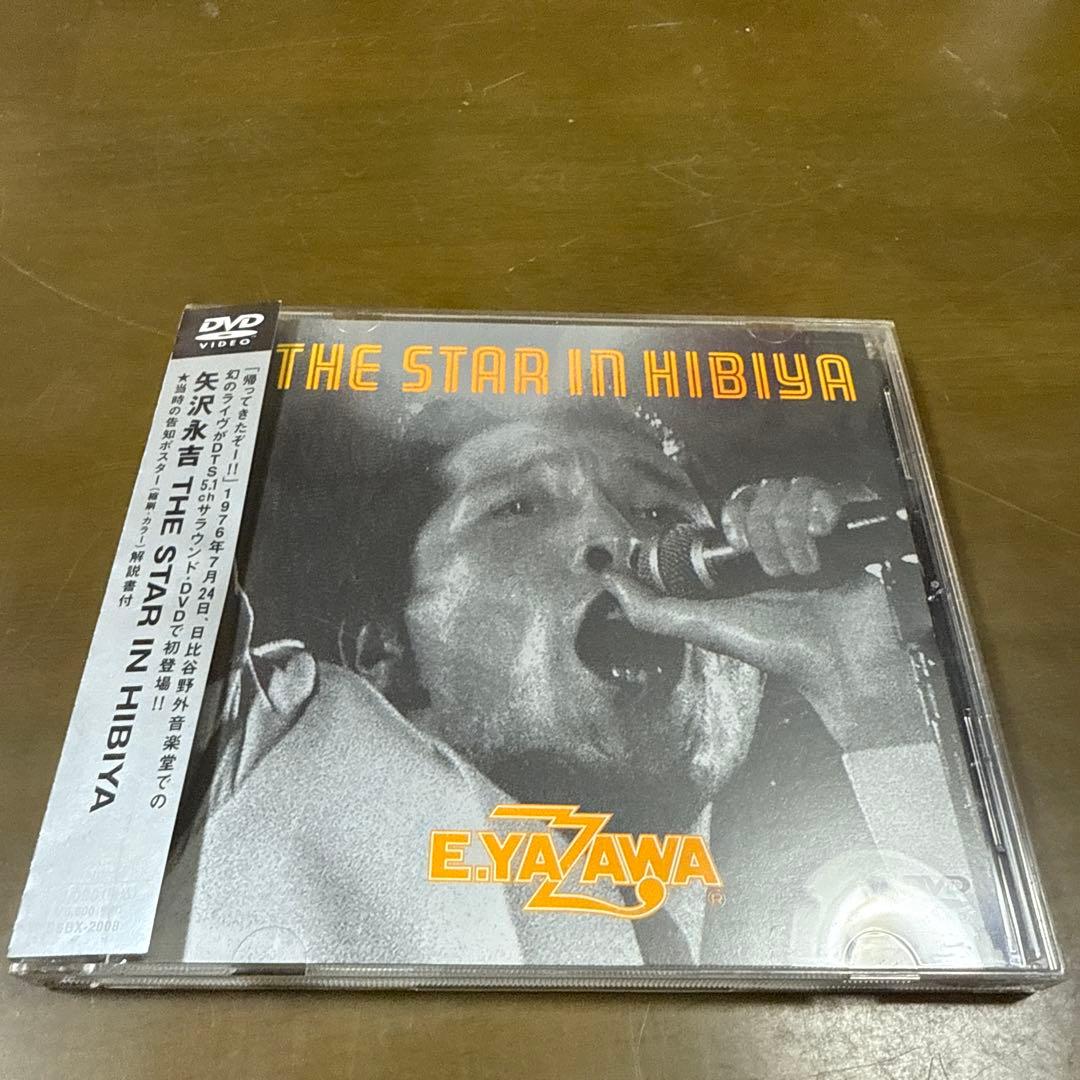 DVD
VIDEO
「帰ってきたぞー!!」1976年7月24日、日比谷野外音楽堂での
幻のライヴがDTS5.1chサラウンド・DVDで初登場!!
矢沢永吉 THE STAR IN HIBIYA
★当時の告知ポスター(縮刷・カラー)解説書付
THE STAR IN HIBIYA
E.YAZAWA
®
DVD